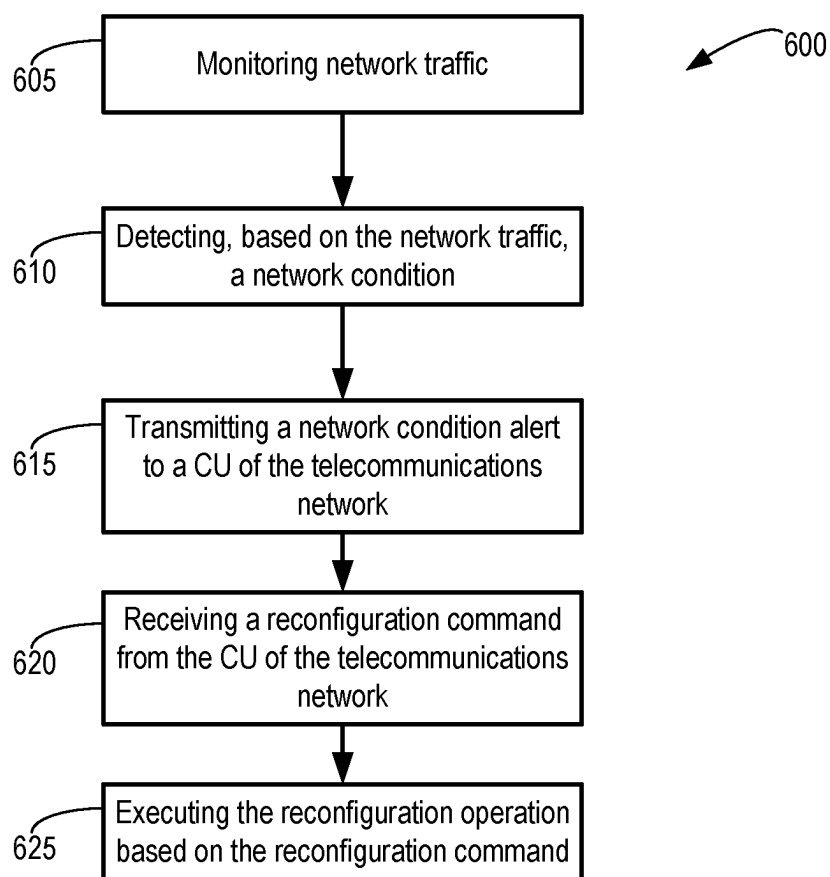 600
605
Monitoring network traffic
610
Detecting, based on the network traffic,
a network condition
615
Transmitting a network condition alert
to a CU of the telecommunications
network
620
Receiving a reconfiguration command
from the CU of the telecommunications
network
625
Executing the reconfiguration operation
based on the reconfiguration command